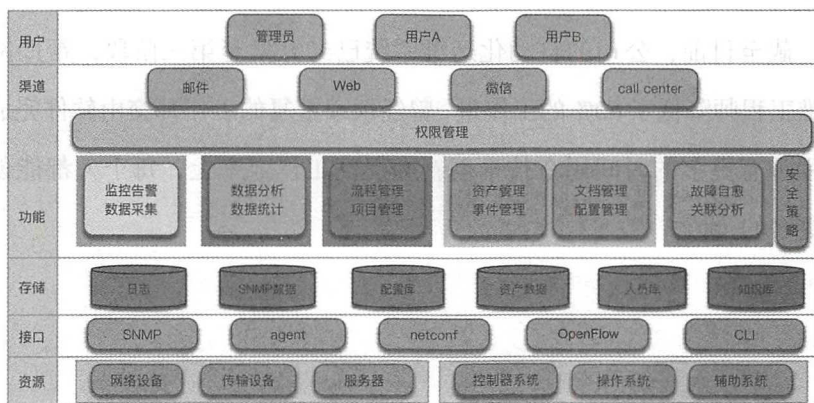 用户 管理员 用户A 用户B
渠道 邮件 Web 微信 call center
权限管理
功能 监控告警 数据分析 流程管理 资产管理 文档管理 故障自愈 安全策略
数据采集 数据统计 项目管理 事件管理 配置管理 关联分析
存储 日志 SNMP数据 配置库 资产数据 人员库 知识库
接口 SNMP agent netconf OpenFlow CLI
资源 网络设备 传输设备 服务器 控制器系统 操作系统 辅助系统